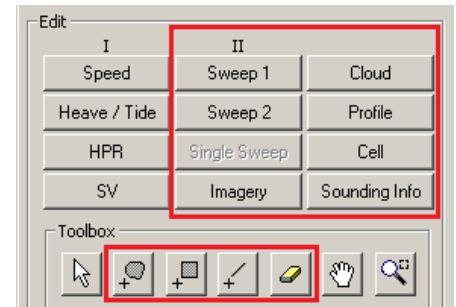 Edit
I II
Speed Sweep 1 Cloud
Heave / Tide Sweep 2 Profile
HPR Single Sweep Cell
SV Imagery Sounding Info
Toolbox